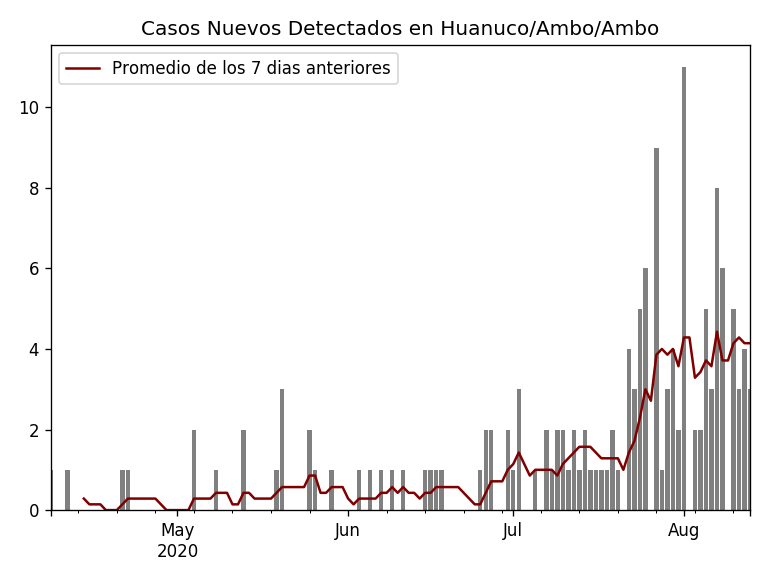 Casos Nuevos Detectados en Huanuco/Ambo/Ambo
Promedio de los 7 dias anteriores
10
8
6
4
2
0
May
2020
Jun
Jul
Aug